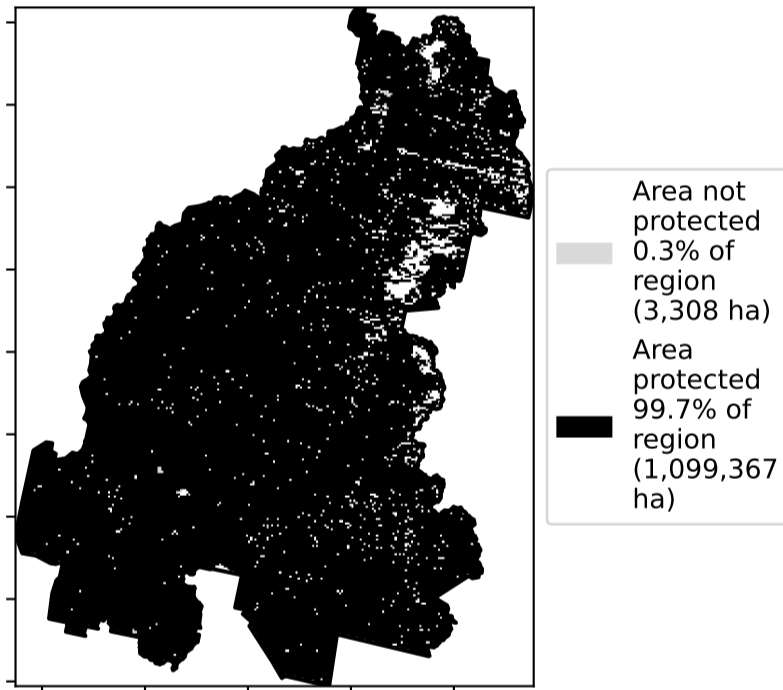 Area not
protected
0.3% of
region
(3,308 ha)
Area
protected
99.7% of
region
(1,099,367
ha)